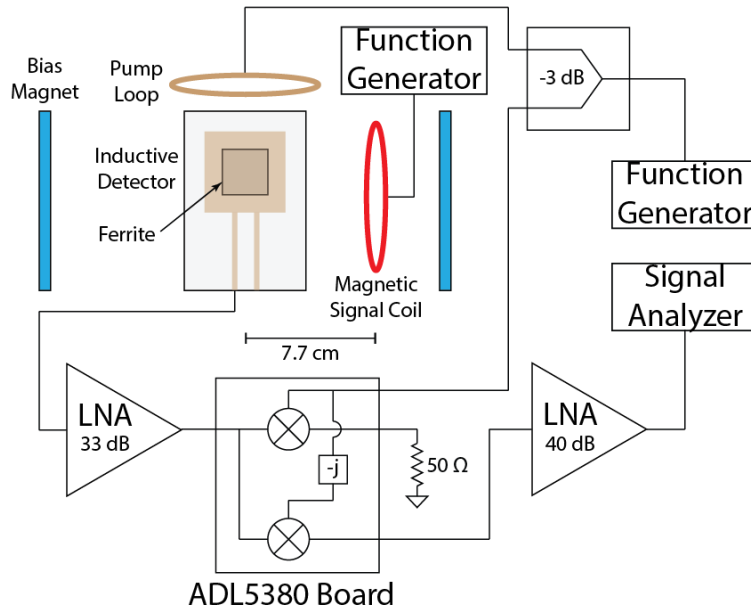 Bias
Magnet
Pump
Loop
Function
Generator
-3 dB
Inductive
Detector
Ferrite
Function
Generator
Magnetic
Signal Coil
Signal
Analyzer
7.7 cm
LNA
33 dB
-j
50 Ω
LNA
40 dB
ADL5380 Board